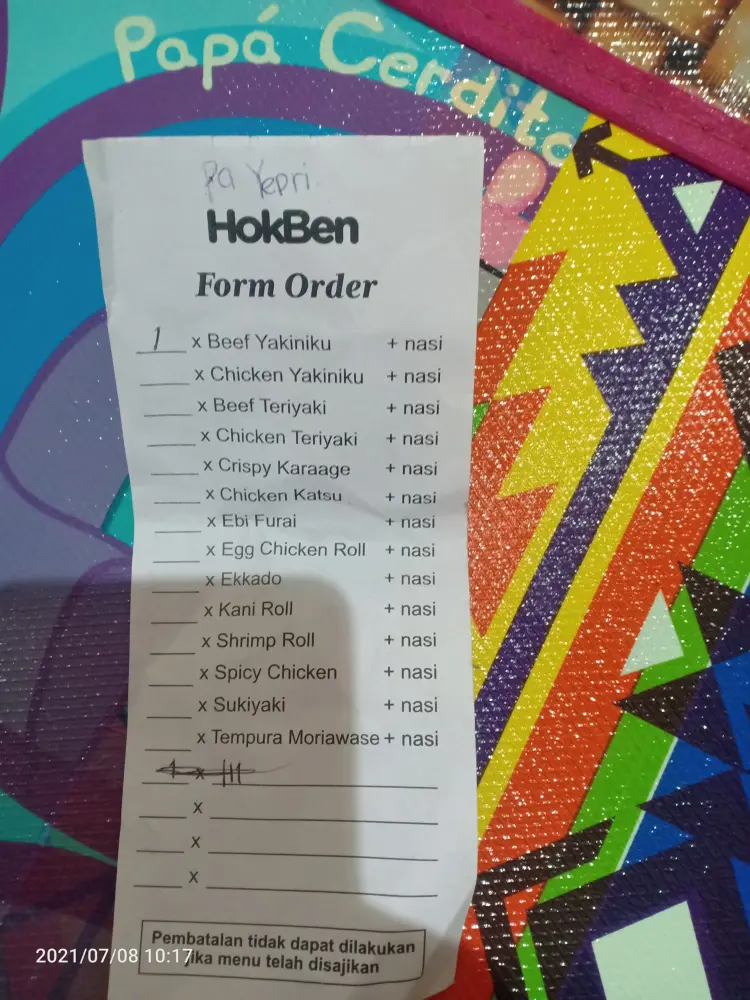 Papá Cerdito
Pa Yepri
HokBen
Form Order
1 x Beef Yakiniku + nasi
x Chicken Yakiniku + nasi
x Beef Teriyaki + nasi
x Chicken Teriyaki + nasi
x Crispy Karaage + nasi
x Chicken Katsu + nasi
x Ebi Furai + nasi
x Egg Chicken Roll + nasi
x Ekkado + nasi
x Kani Roll + nasi
x Shrimp Roll + nasi
x Spicy Chicken + nasi
x Sukiyaki + nasi
x Tempura Moriawase + nasi
x
x
x
x
Pembatalan tidak dapat dilakukan
jika menu telah disajikan
2021/07/08 10:17